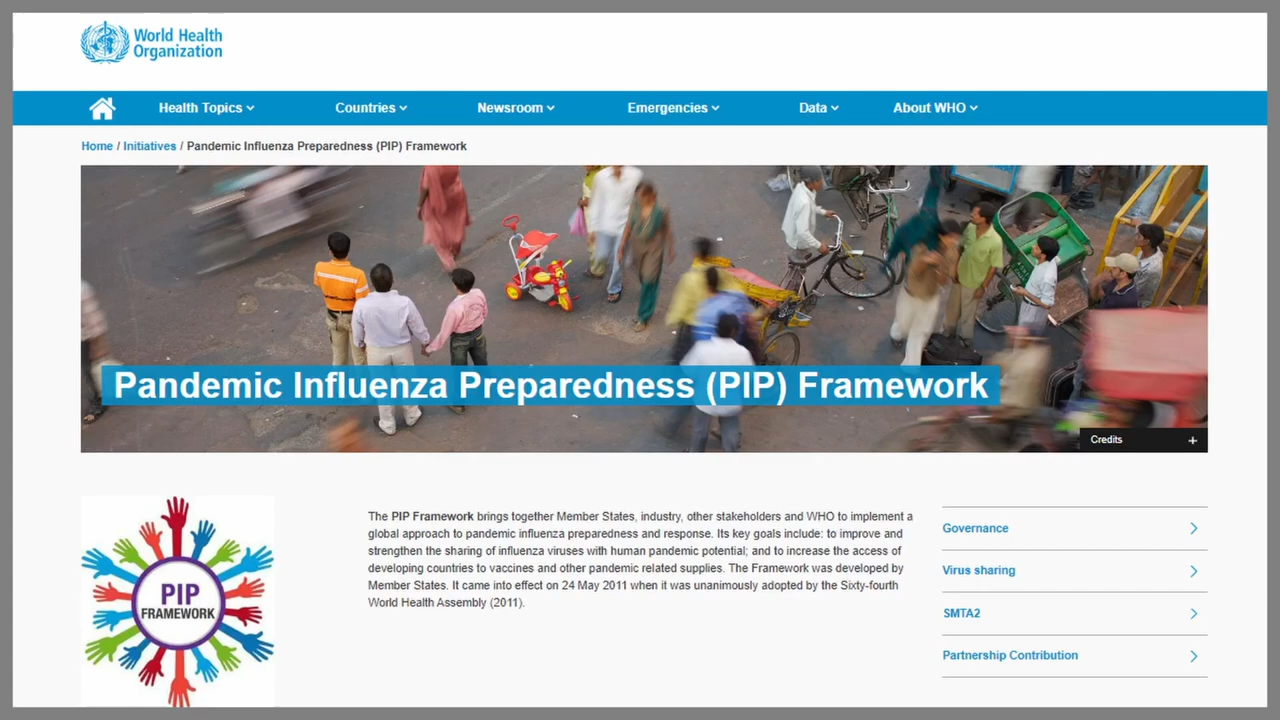 World Health
Organization
Health Topics
Countries
Newsroom
Emergencies
Data
About WHO
Home / Initiatives / Pandemic Influenza Preparedness (PIP) Framework
Pandemic Influenza Preparedness (PIP) Framework
Credits +
PIP
FRAMEWORK
The PIP Framework brings together Member States, industry, other stakeholders and WHO to implement a
global approach to pandemic influenza preparedness and response. Its key goals include: to improve and
strengthen the sharing of influenza viruses with human pandemic potential; and to increase the access of
developing countries to vaccines and other pandemic related supplies. The Framework was developed by
Member States. It came into effect on 24 May 2011 when it was unanimously adopted by the Sixty-fourth
World Health Assembly (2011).
Governance
Virus sharing
SMTA2
Partnership Contribution